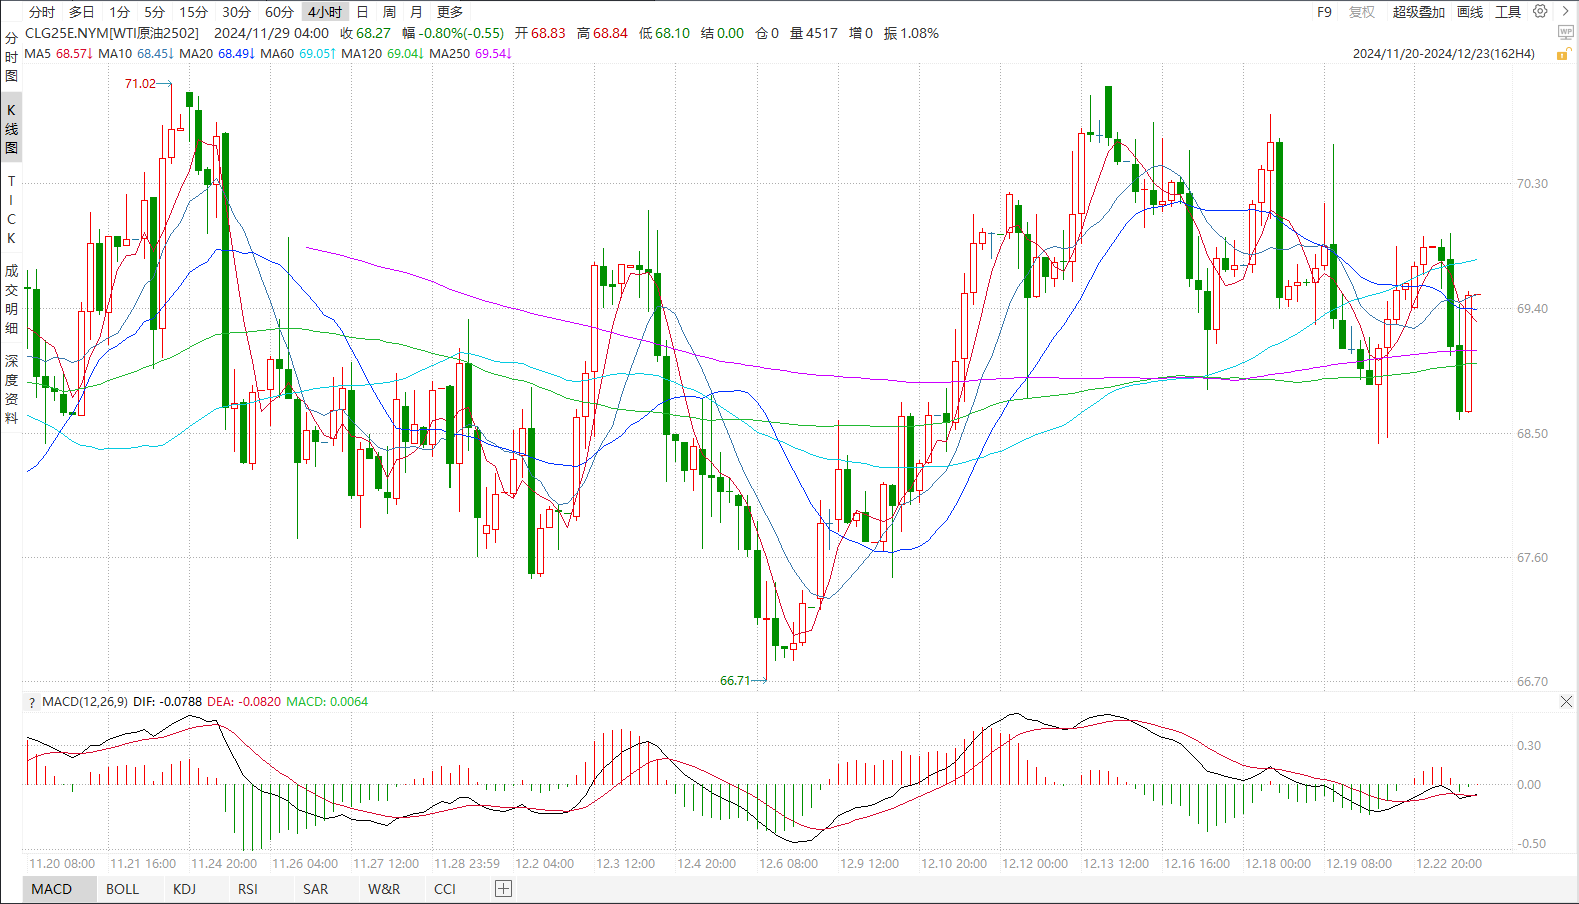 分时 多日 1分 5分 15分 30分 60分 4小时 日 周 月 更多 F9 复权 超级叠加 画线 工具
CLG25E.NYM[WTI原油2502] 2024/11/29 04:00 收 68.27 幅 -0.80%(-0.55) 开 68.83 高 68.84 低 68.10 结 0.00 仓 0 量 4517 增 0 振 1.08%
WP
MA5 68.57↓ MA10 68.45↓ MA20 68.49↓ MA60 69.05↑ MA120 69.04↓ MA250 69.54↓ 2024/11/20-2024/12/23(162H4)
分时图
K线图
TICK
成交明细
深度资料
71.02
70.30
69.40
68.50
67.60
66.71
66.70
? MACD(12,26,9) DIF: -0.0788 DEA: -0.0820 MACD: 0.0064
0.30
0.00
-0.50
11.20 08:00 11.21 16:00 11.24 20:00 11.26 04:00 11.27 12:00 11.28 23:59 12.2 04:00 12.3 12:00 12.4 20:00 12.6 08:00 12.9 12:00 12.10 20:00 12.12 00:00 12.13 12:00 12.16 16:00 12.18 00:00 12.19 08:00 12.22 20:00
MACD BOLL KDJ RSI SAR W&R CCI